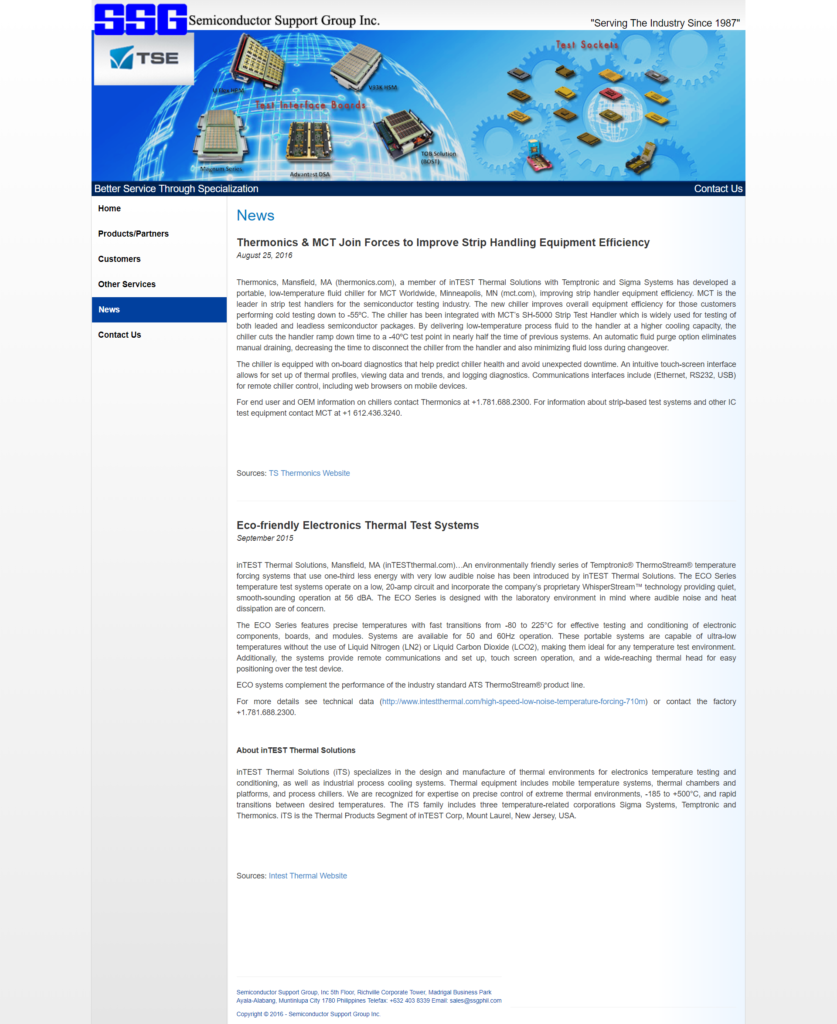 SSG Semiconductor Support Group Inc.
"Serving The Industry Since 1987"
TSE
Test Sockets
V93K HSM
Test Interface Boards
Magnum Series
Advantest DSA
TDB Solution
Better Service Through Specialization
Contact Us
Home
Products/Partners
Customers
Other Services
News
Contact Us
News
Thermonics & MCT Join Forces to Improve Strip Handling Equipment Efficiency
August 25, 2016
Thermonics, Mansfield, MA (thermonics.com), a member of inTEST Thermal Solutions with Temptronic and Sigma Systems has developed a
portable, low-temperature fluid chiller for MCT Worldwide, Minneapolis, MN (mct.com), improving strip handler equipment efficiency. MCT is the
leader in strip test handlers for the semiconductor testing industry. The new chiller improves overall equipment efficiency for those customers
performing cold testing down to -55ºC. The chiller has been integrated with MCT's SH-5000 Strip Test Handler which is widely used for testing of
both leaded and leadless semiconductor packages. By delivering low-temperature process fluid to the handler at a higher cooling capacity, the
chiller cuts the handler ramp down time to a -40ºC test point in nearly half the time of previous systems. An automatic fluid purge option eliminates
manual draining, decreasing the time to disconnect the chiller from the handler and also minimizing fluid loss during changeover.
The chiller is equipped with on-board diagnostics that help predict chiller health and avoid unexpected downtime. An intuitive touch-screen interface
allows for set up of thermal profiles, viewing data and trends, and logging diagnostics. Communications interfaces include (Ethernet, RS232, USB)
for remote chiller control, including web browsers on mobile devices.
For end user and OEM information on chillers contact Thermonics at +1.781.688.2300. For information about strip-based test systems and other IC
test equipment contact MCT at +1 612.436.3240.
Sources: TS Thermonics Website
Eco-friendly Electronics Thermal Test Systems
September 2015
inTEST Thermal Solutions, Mansfield, MA (inTESTthermal.com)…An environmentally friendly series of Temptronic® ThermoStream® temperature
forcing systems that use one-third less energy with very low audible noise has been introduced by inTEST Thermal Solutions. The ECO Series
temperature test systems operate on a low, 20-amp circuit and incorporate the company's proprietary WhisperStream™ technology providing quiet,
smooth-sounding operation at 56 dBA. The ECO Series is designed with the laboratory environment in mind where audible noise and heat
dissipation are of concern.
The ECO Series features precise temperatures with fast transitions from -80 to 225°C for effective testing and conditioning of electronic
components, boards, and modules. Systems are available for 50 and 60Hz operation. These portable systems are capable of ultra-low
temperatures without the use of Liquid Nitrogen (LN2) or Liquid Carbon Dioxide (LCO2), making them ideal for any temperature test environment.
Additionally, the systems provide remote communications and set up, touch screen operation, and a wide-reaching thermal head for easy
positioning over the test device.
ECO systems complement the performance of the industry standard ATS ThermoStream® product line.
For more details see technical data (http://www.intestthermal.com/high-speed-low-noise-temperature-forcing-710m) or contact the factory
+1.781.688.2300.
About inTEST Thermal Solutions
inTEST Thermal Solutions (iTS) specializes in the design and manufacture of thermal environments for electronics temperature testing and
conditioning, as well as industrial process cooling systems. Thermal equipment includes mobile temperature systems, thermal chambers and
platforms, and process chillers. We are recognized for expertise on precise control of extreme thermal environments, -185 to +500°C, and rapid
transitions between desired temperatures. The iTS family includes three temperature-related corporations Sigma Systems, Temptronic and
Thermonics. iTS is the Thermal Products Segment of inTEST Corp, Mount Laurel, New Jersey, USA.
Sources: Intest Thermal Website
Semiconductor Support Group, Inc 5th Floor, Richville Corporate Tower, Madrigal Business Park
Ayala-Alabang, Muntinlupa City 1780 Philippines Telefax: +632 403 8339 Email: sales@ssgphil.com
Copyright © 2016 - Semiconductor Support Group Inc.